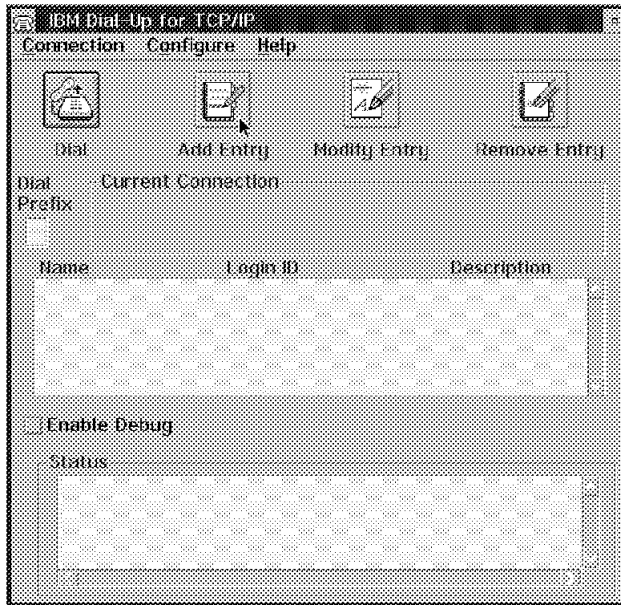 IBM Dial-Up for TCP/IP
Connection Configure Help
Dial Add Entry Modify Entry Remove Entry
Dial Current Connection
Prefix
Name Login ID Description
Enable Debug
Status